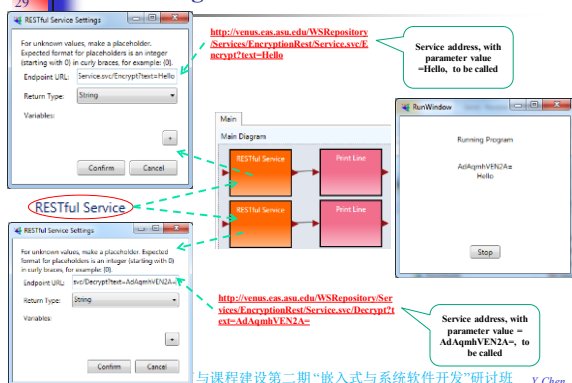 29
RESTful Service Settings
For unknown values, make a placeholder.
Expected format for placeholders is an integer
(starting with 0) in curly braces, for example: {0}.
Endpoint URL: Service.svc/Encrypt?text=Hello
Return Type: String
Variables:
+
Confirm Cancel
http://venus.eas.asu.edu/WSRepository
/Services/EncryptionRest/Service.svc/E
ncrypt?text=Hello
Service address, with
parameter value
=Hello, to be called
Main
Main Diagram
RESTful Service Print Line
RESTful Service Print Line
RunWindow
Running Program
AdAqmhVEN2A=
Hello
Stop
RESTful Service
RESTful Service Settings
For unknown values, make a placeholder. Expected
format for placeholders is an integer (starting with 0)
in curly braces, for example: {0}.
Endpoint URL: svc/Decrypt?text=AdAqmhVEN2A=
Return Type: String
Variables:
+
Confirm Cancel
http://venus.eas.asu.edu/WSRepository/Ser
vices/EncryptionRest/Service.svc/Decrypt?t
ext=AdAqmhVEN2A=
Service address, with
parameter value =
AdAqmhVEN2A=, to
be called
与课程建设第二期“嵌入式与系统软件开发”研讨班
Y. Chen